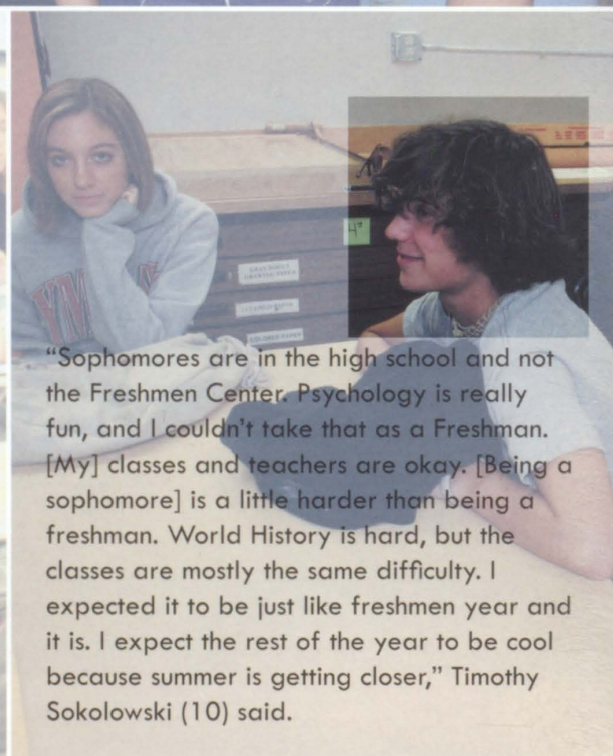 4"
COLORED PAPER
“Sophomores are in the high school and not
the Freshmen Center. Psychology is really
fun, and I couldn’t take that as a Freshman.
[My] classes and teachers are okay. [Being a
sophomore] is a little harder than being a
freshman. World History is hard, but the
classes are mostly the same difficulty. I
expected it to be just like freshmen year and
it is. I expect the rest of the year to be cool
because summer is getting closer,” Timothy
Sokolowski (10) said.